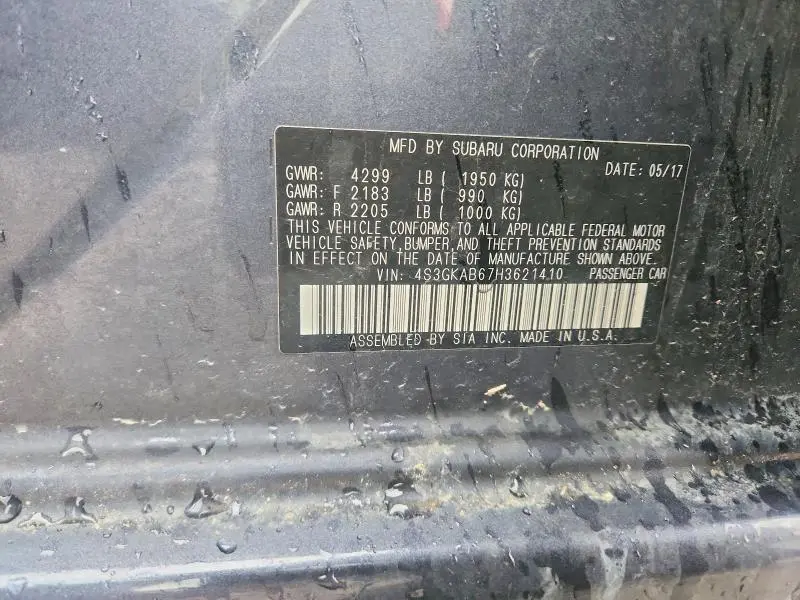 MFD BY SUBARU CORPORATION
GVWR: 4299 LB ( 1950 KG) DATE: 05/17
GAWR: F 2183 LB ( 990 KG)
GAWR: R 2205 LB ( 1000 KG)
THIS VEHICLE CONFORMS TO ALL APPLICABLE FEDERAL MOTOR
VEHICLE SAFETY, BUMPER, AND THEFT PREVENTION STANDARDS
IN EFFECT ON THE DATE OF MANUFACTURE SHOWN ABOVE.
VIN: 4S3GKAB67H3621410 PASSENGER CAR
ASSEMBLED BY SIA INC. MADE IN U.S.A.